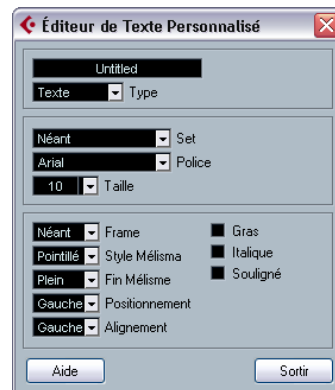 Éditeur de Texte Personnalisé
Untitled
Texte Type
Néant Set
Arial Police
10 Taille
Néant Frame
Gras
Pointillé Style Mélisma
Italique
Plein Fin Mélisme
Souligné
Gauche Positionnement
Gauche Alignement
Aide Sortir